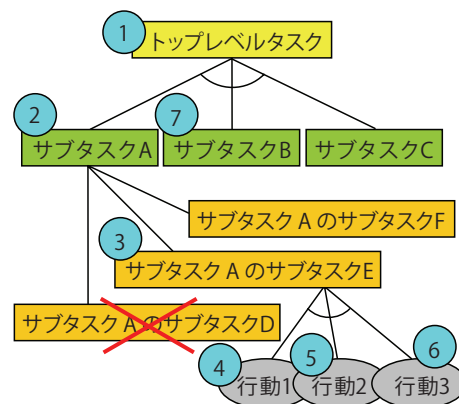 1
トップレベルタスク
2
7
サブタスクA
サブタスクB
サブタスクC
サブタスク A のサブタスクF
3
サブタスク A のサブタスクE
サブタスク A のサブタスクD
4
5
6
行動1
行動2
行動3